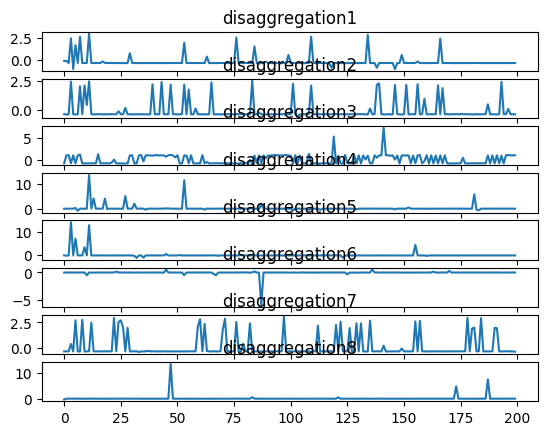 disaggregation1
2.5
0.0
disaggregation2
2.5
0.0
disaggregation3
5
0
disaggregation4
10
0
disaggregation5
10
0
disaggregation6
0
−5
disaggregation7
2.5
0.0
disaggregation8
10
0
0 25 50 75 100 125 150 175 200